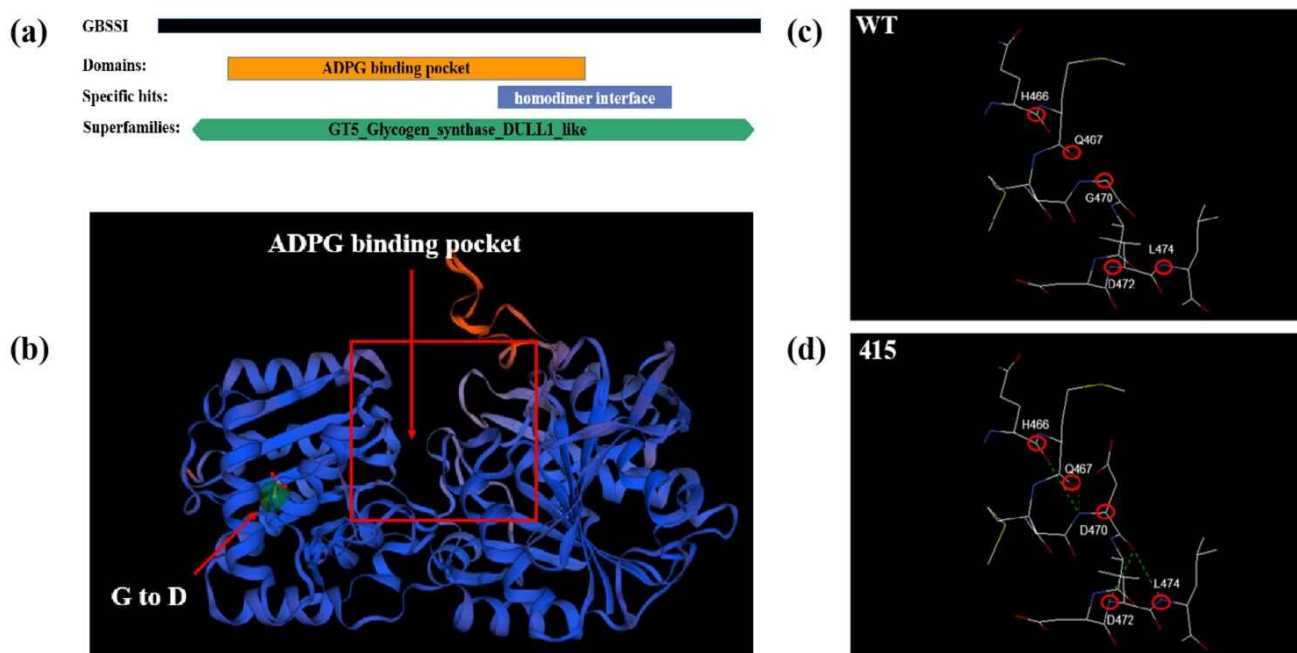 (a)
GBSSI
Domains:
ADPG binding pocket
Specific hits:
homodimer interface
Superfamilies:
GT5_Glycogen_synthase_DULL1_like
(b)
ADPG binding pocket
G to D
(c)
WT
H466
Q467
G470
L474
D472
(d)
415
H466
Q467
D470
L474
D472